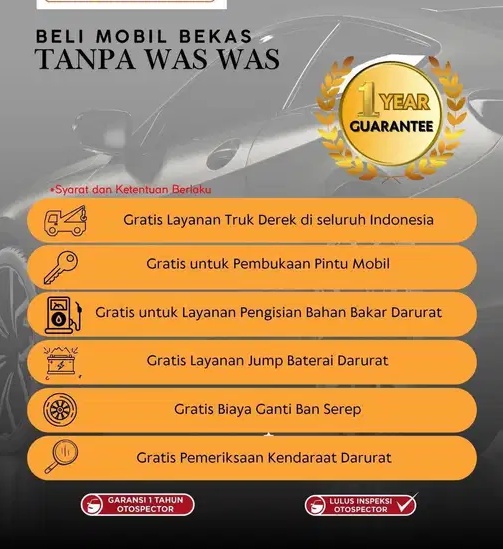 BELI MOBIL BEKAS
TANPA WAS WAS
1 YEAR
GUARANTEE
*Syarat dan Ketentuan Berlaku
Gratis Layanan Truk Derek di seluruh Indonesia
Gratis untuk Pembukaan Pintu Mobil
Gratis untuk Layanan Pengisian Bahan Bakar Darurat
Gratis Layanan Jump Baterai Darurat
Gratis Biaya Ganti Ban Serep
Gratis Pemeriksaan Kendaraat Darurat
GARANSI 1 TAHUN
OTOSPECTOR
LULUS INSPEKSI
OTOSPECTOR